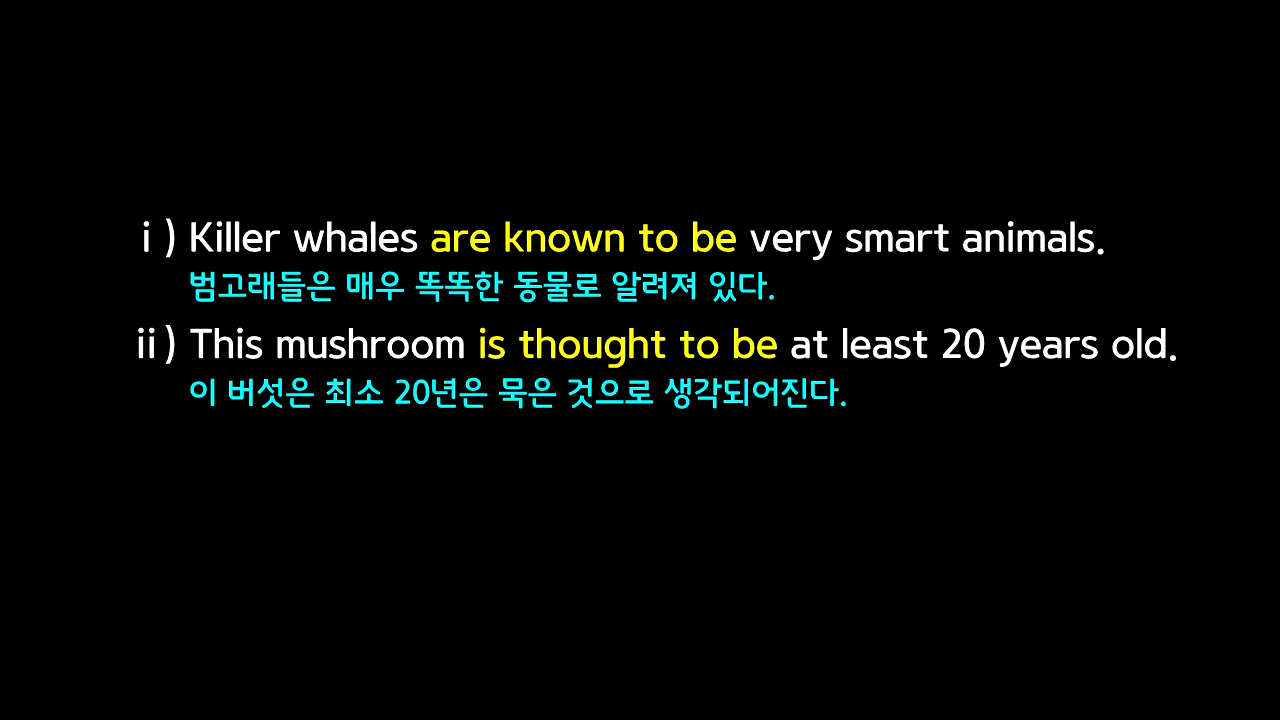 i ) Killer whales are known to be very smart animals.
범고래들은 매우 똑똑한 동물로 알려져 있다.
ii ) This mushroom is thought to be at least 20 years old.
이 버섯은 최소 20년은 묵은 것으로 생각되어진다.